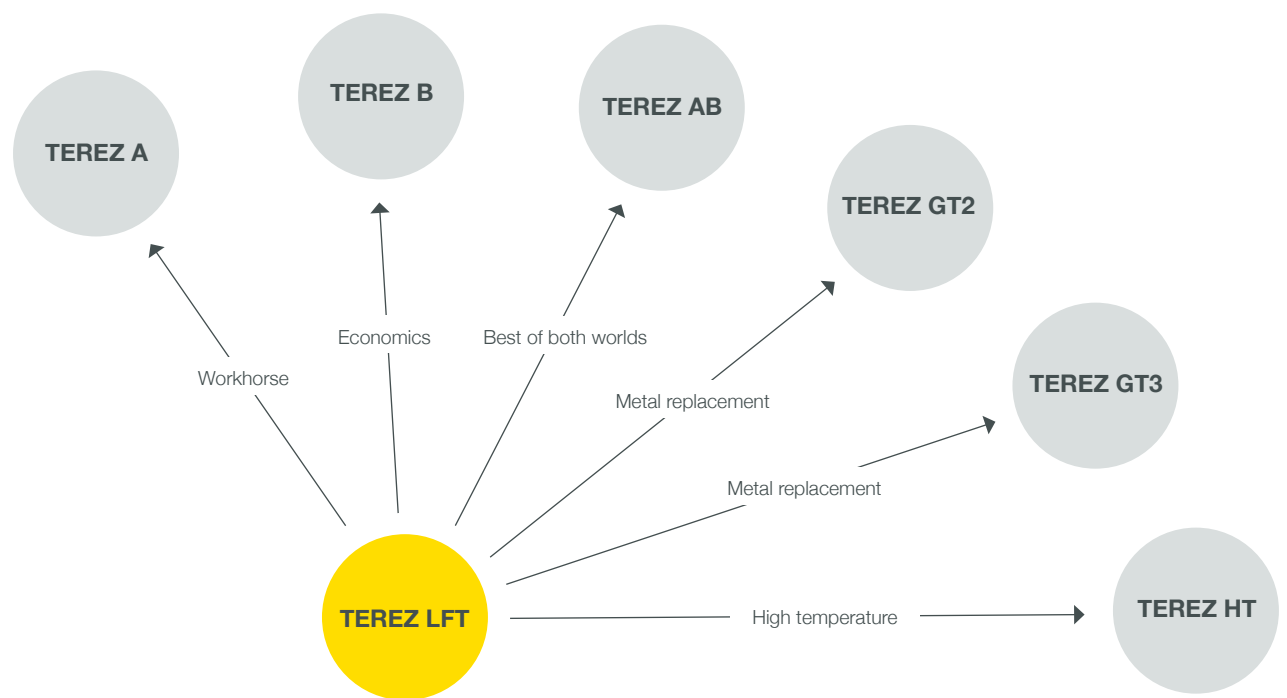 TEREZ B
TEREZ AB
TEREZ A
TEREZ GT2
Economics
Best of both worlds
Workhorse
TEREZ GT3
Metal replacement
Metal replacement
TEREZ HT
TEREZ LFT
High temperature